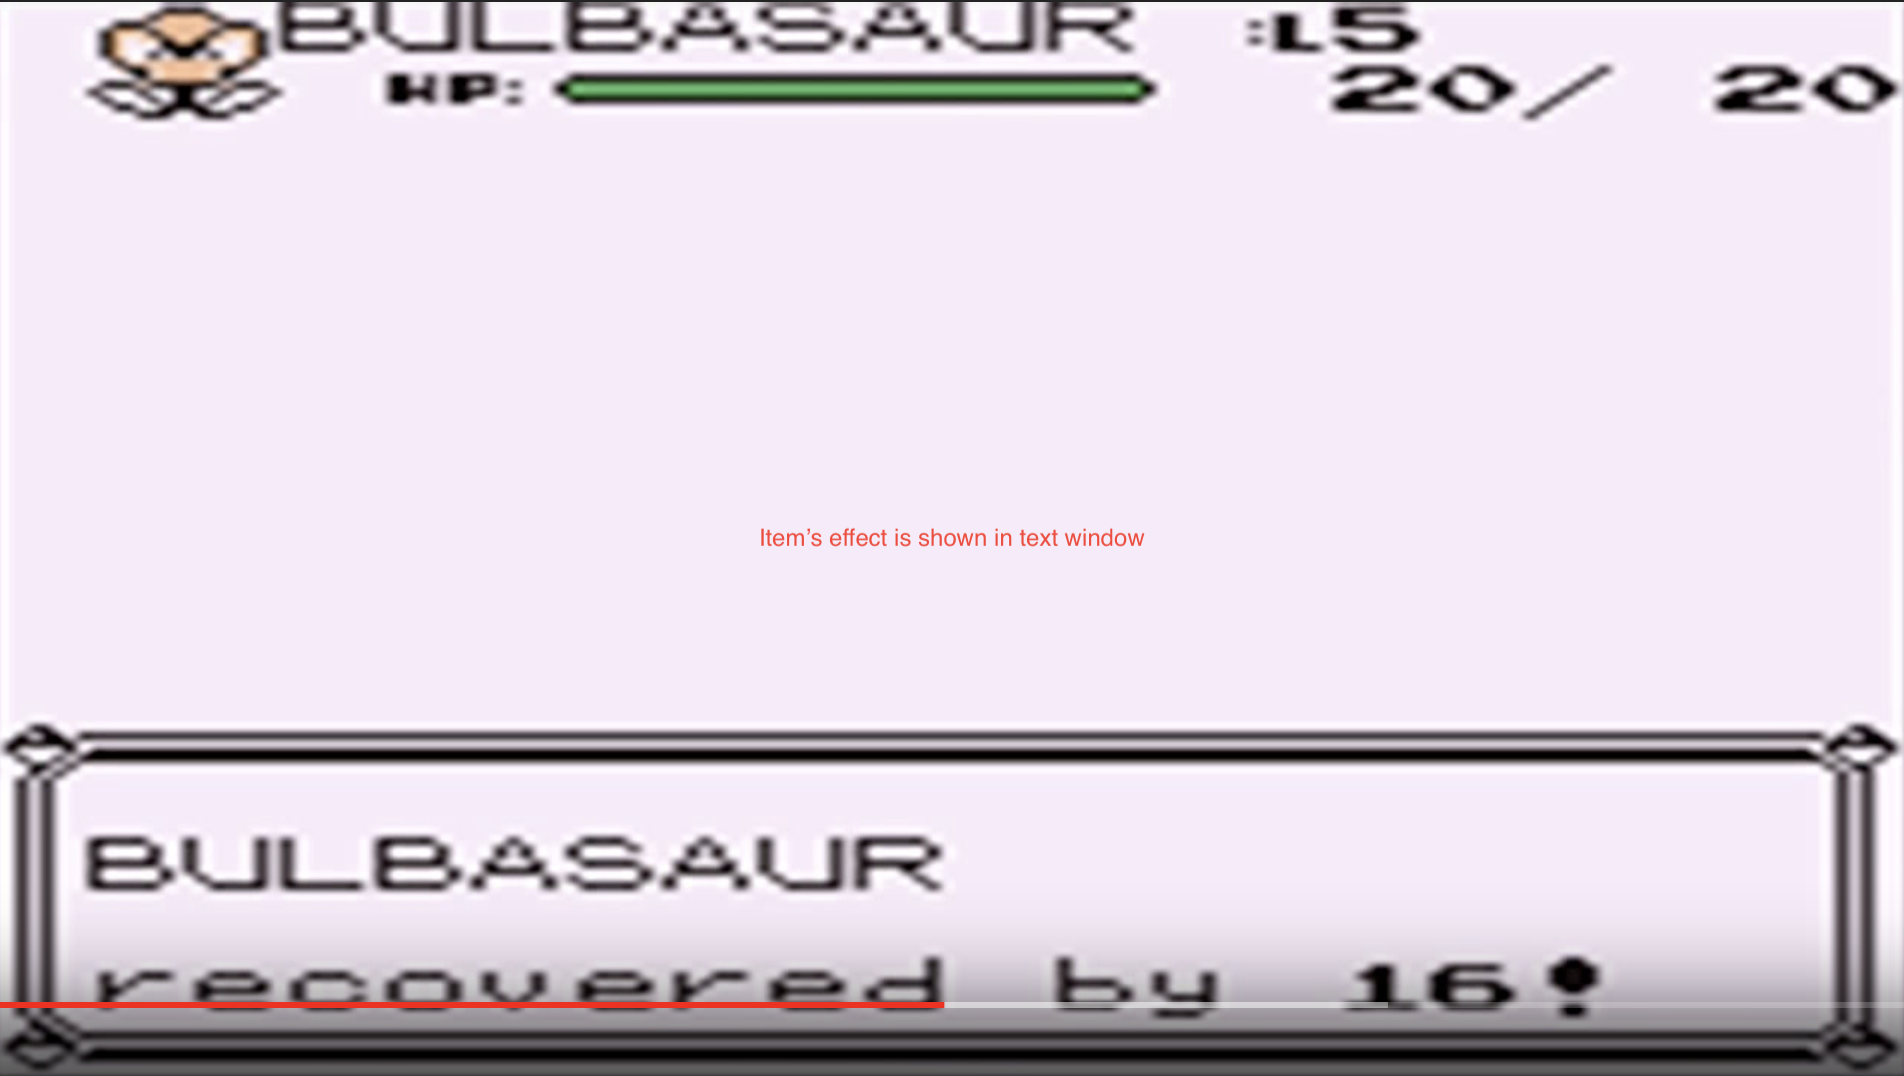 BULBASAUR :L5
HP: 20/ 20
Item’s effect is shown in text window
BULBASAUR
recovered by 16!